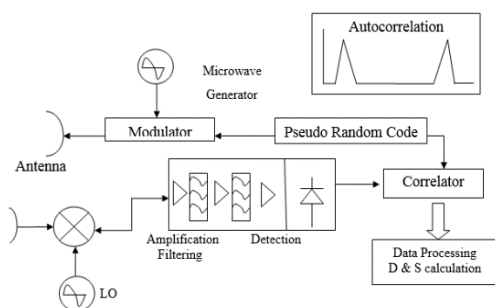 Autocorrelation
Microwave
Generator
Modulator
Pseudo Random Code
Antenna
Correlator
Amplification
Filtering
Detection
LO
Data Processing
D & S calculation